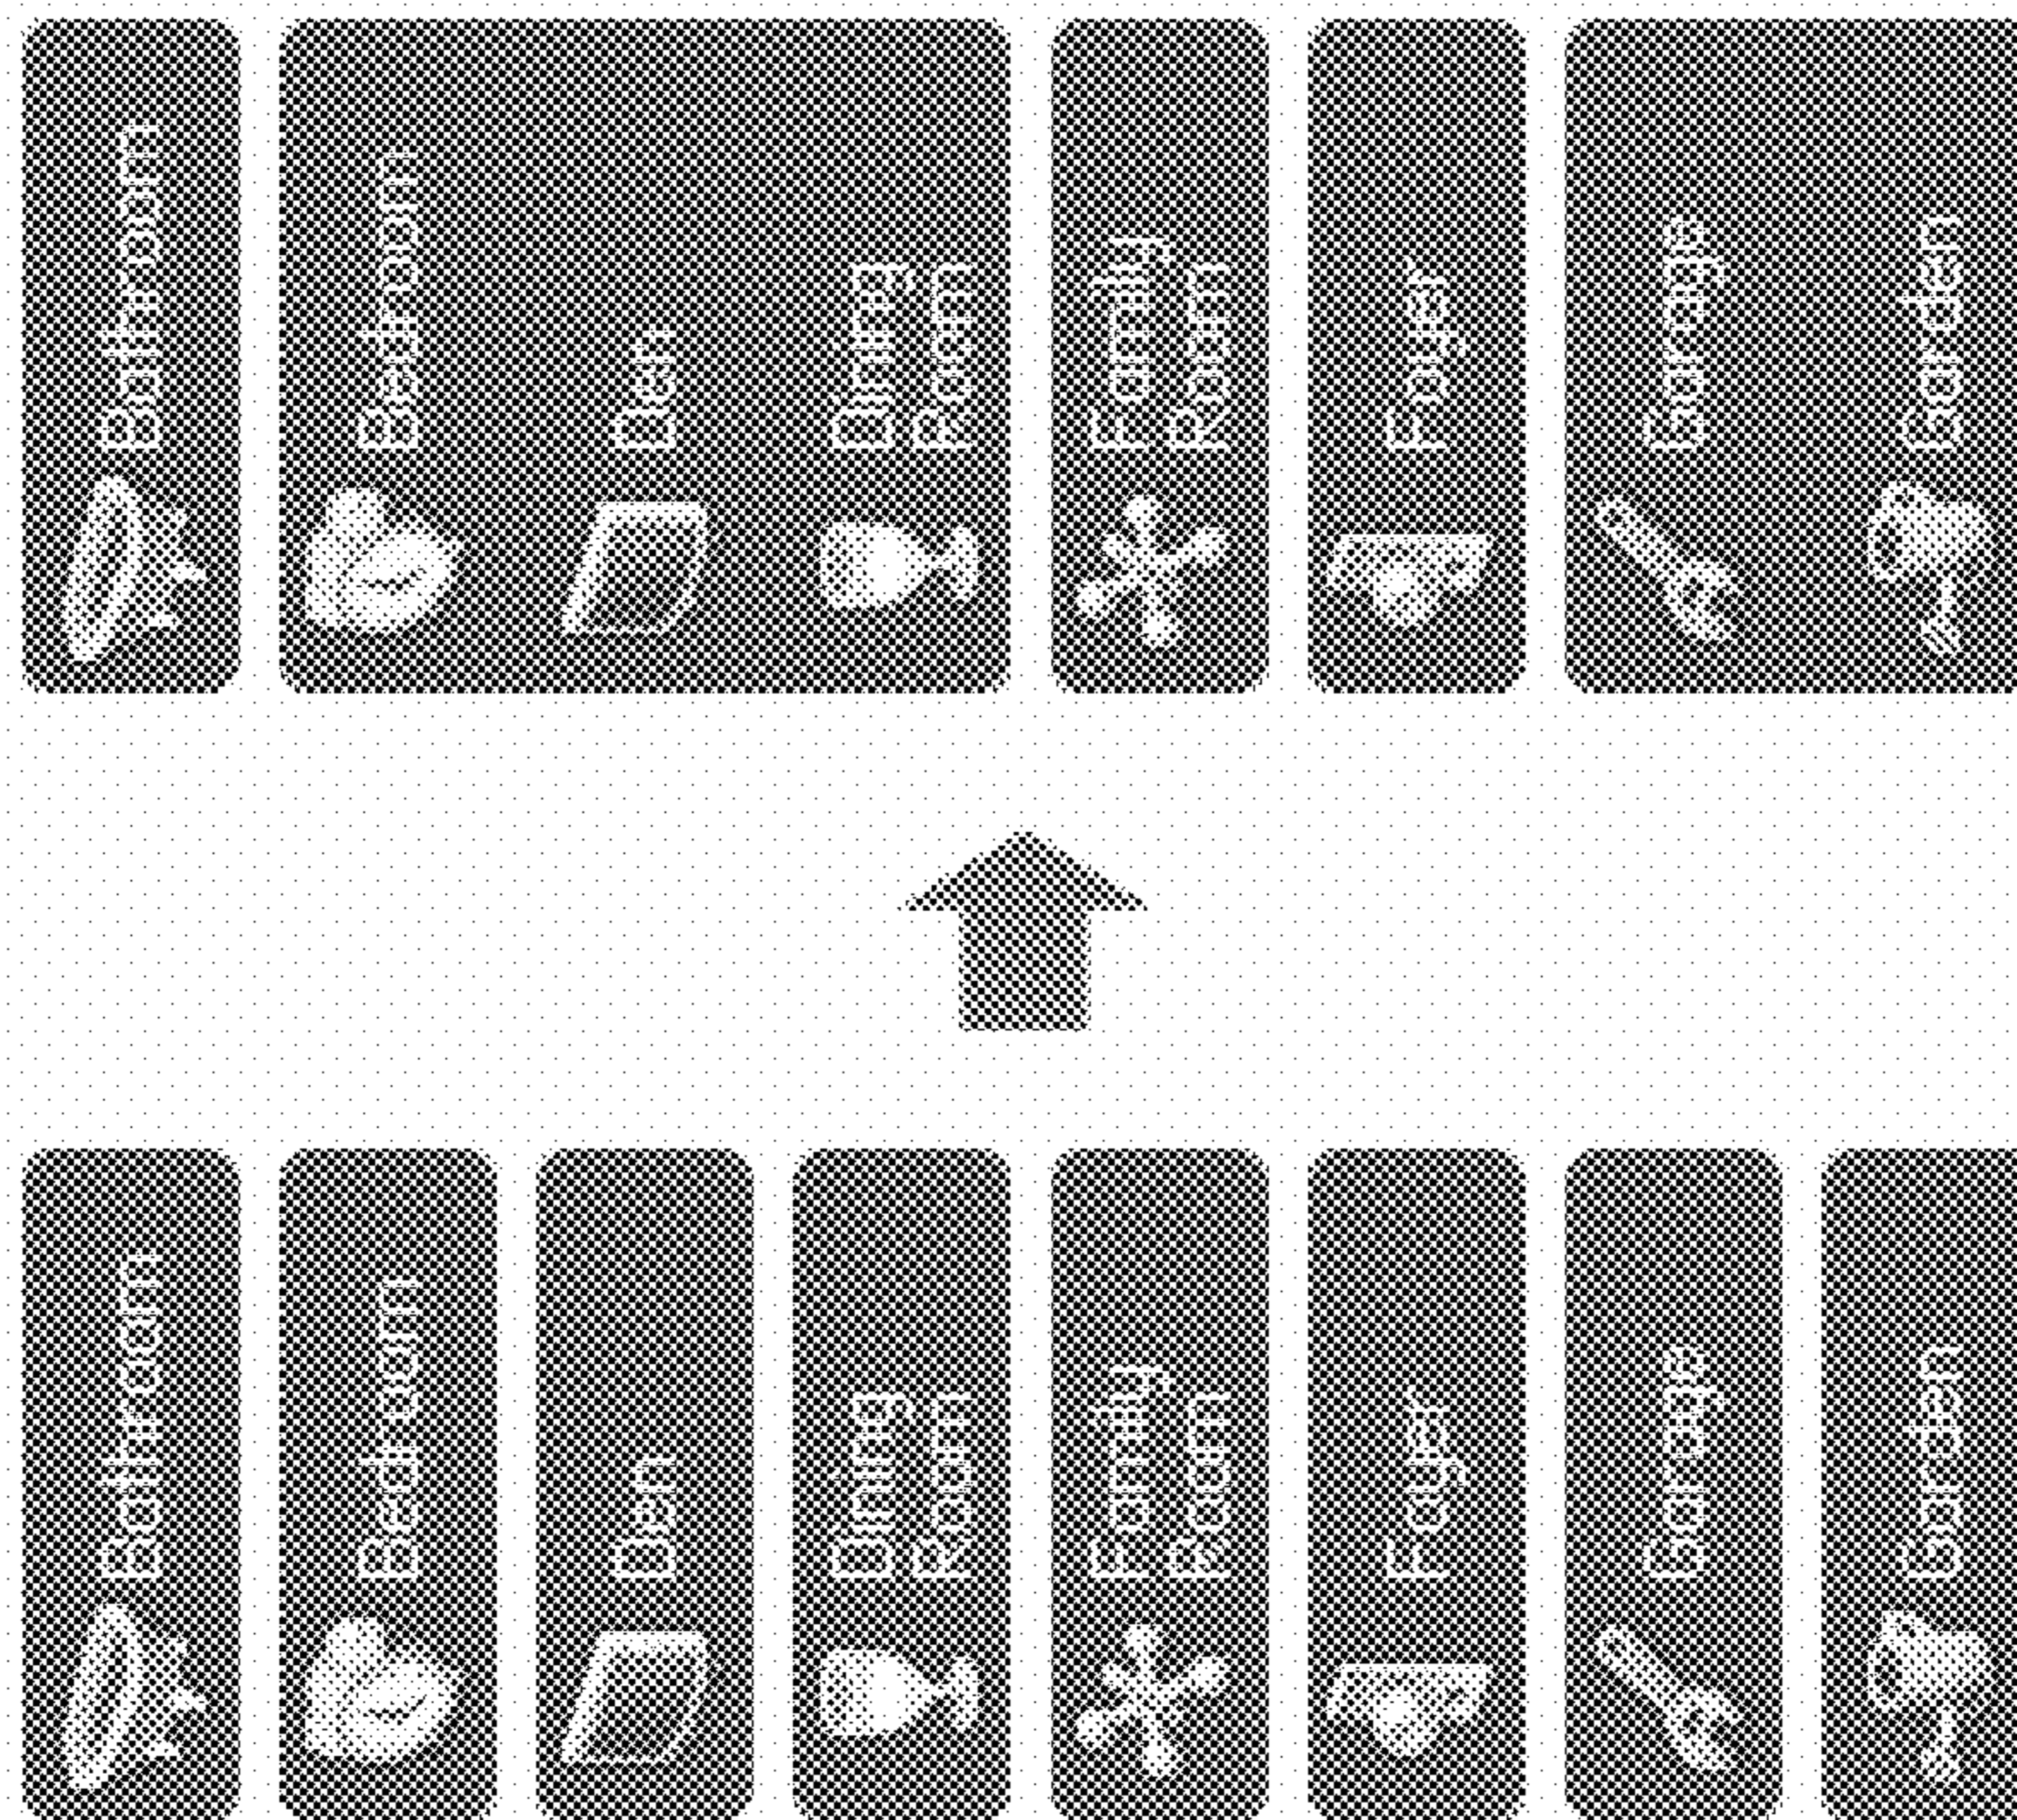 Bathroom
Bedroom
Den
Dining
Room
Family
Room
Foyer
Garage
Garden
Bathroom
Bedroom
Den
Dining
Room
Family
Room
Foyer
Garage
Garden